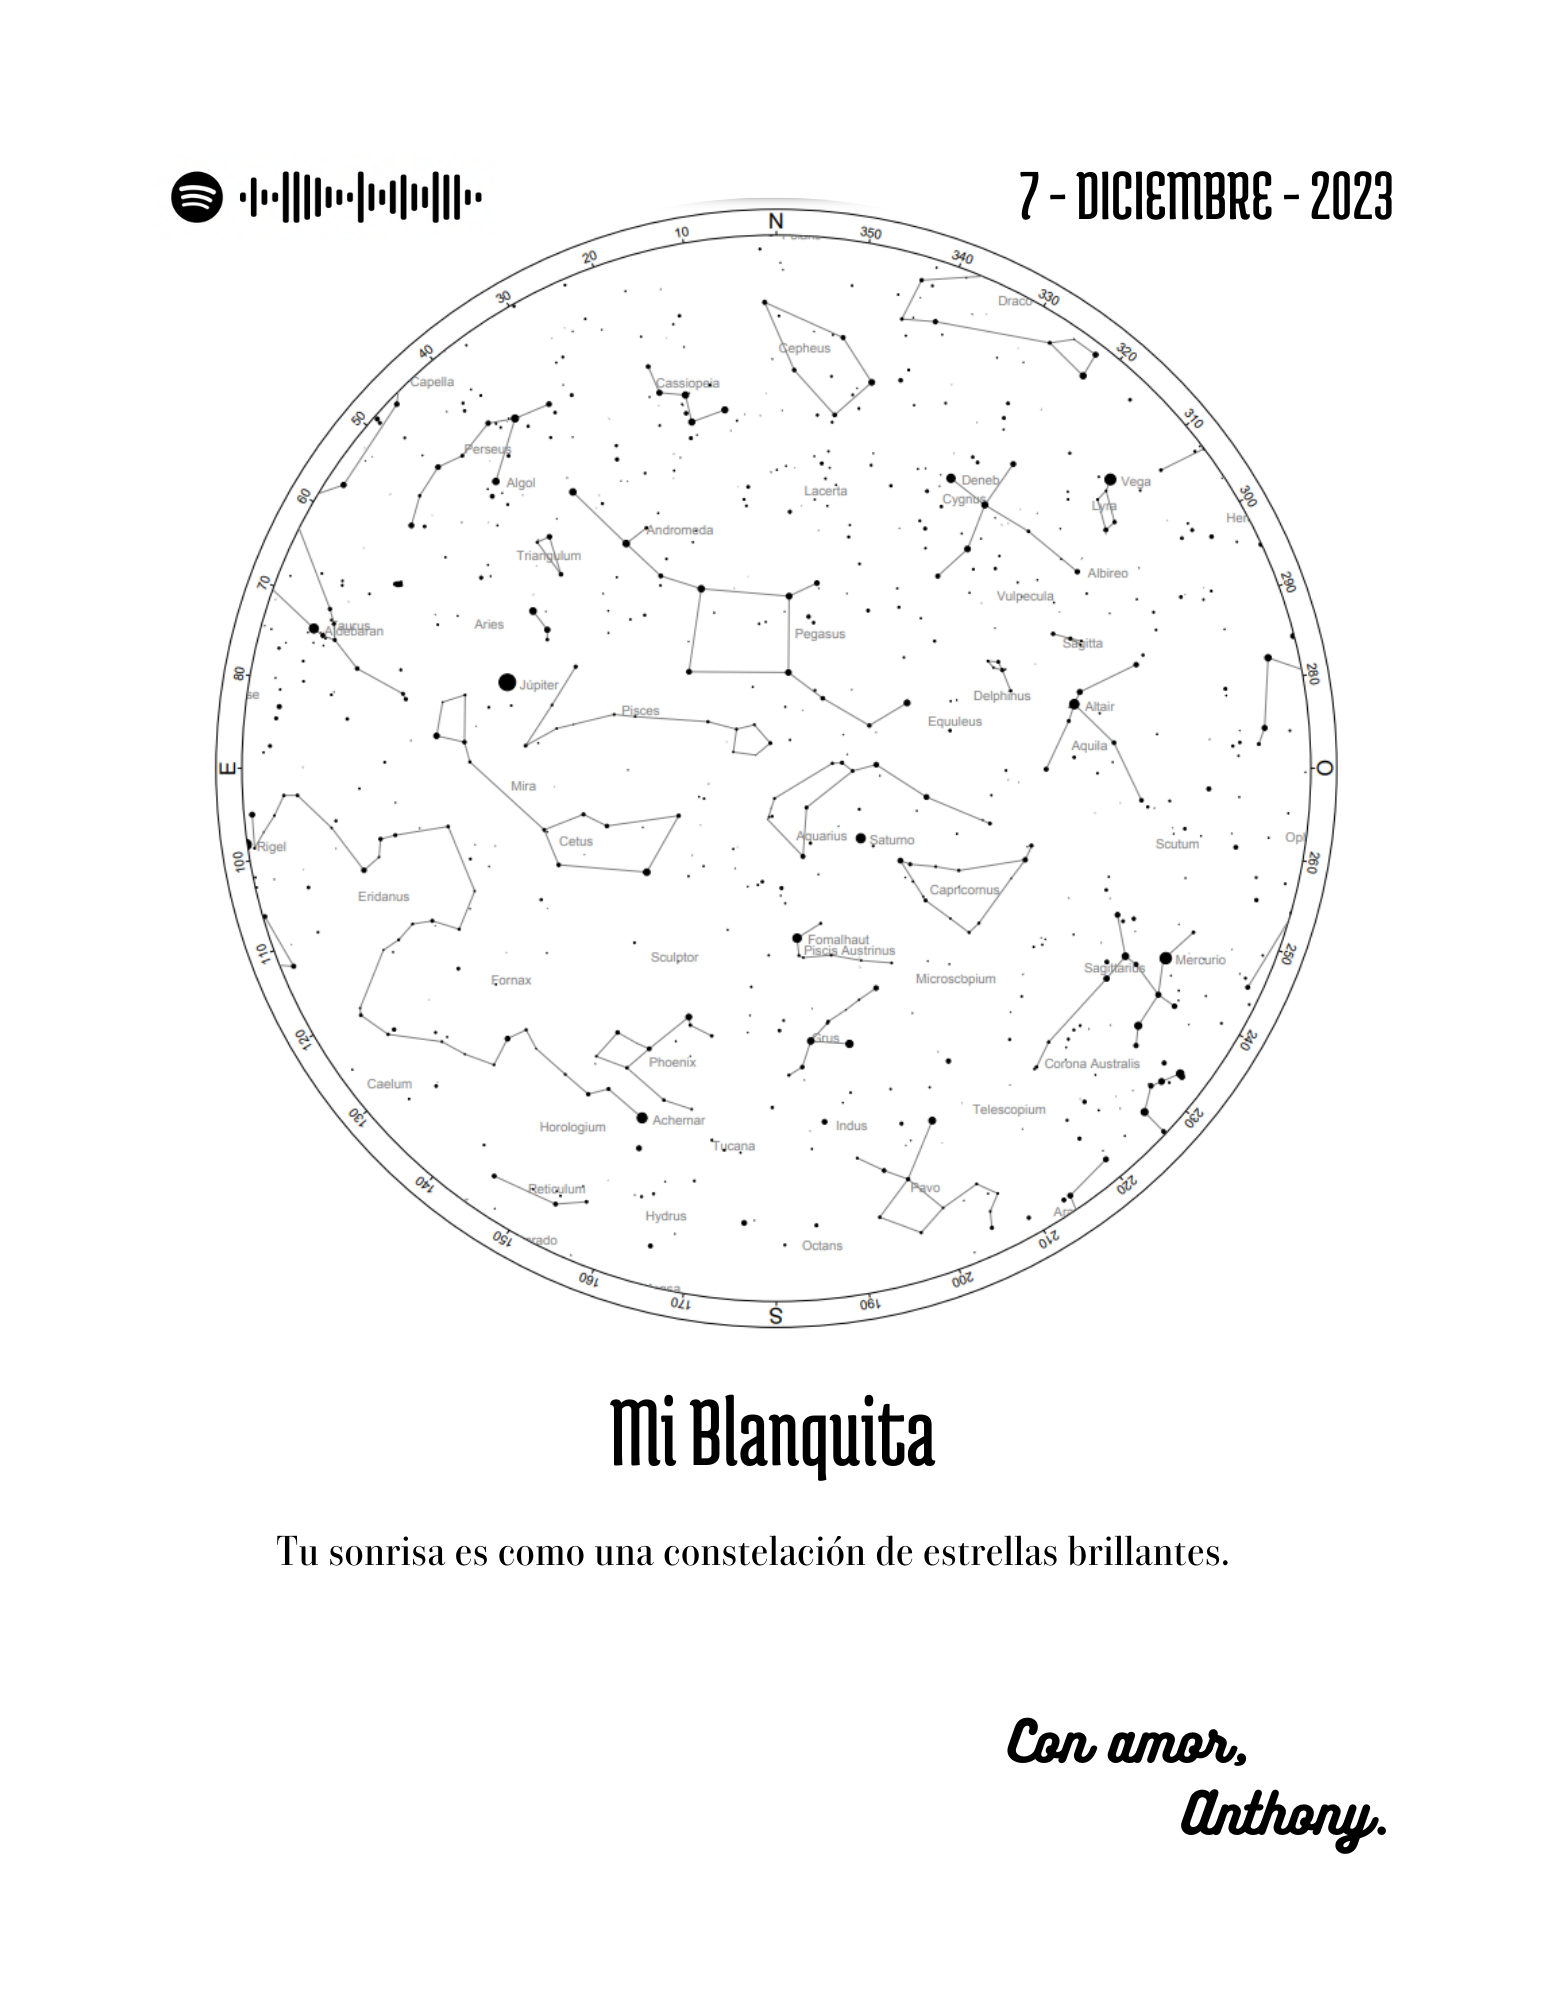 7 - DICIEMBRE - 2023
N
10
350
20
340
30
330
Draco
40
Cepheus
320
Capella
Cassiopeia
50
310
Perseus
Algol
Lacerta
Deneb
Vega
60
Cygnus
Lyra
300
Andromeda
Triangulum
Albireo
70
290
Vulpecula
Taurus
Aldebaran
Aries
Pegasus
Sagitta
80
Júpiter
Delphinus
280
Pisces
Equuleus
Altair
Aquila
E
O
Mira
Cetus
Aquarius
Saturno
Scutum
Rigel
100
260
Eridanus
Capricornus
Fomalhaut
Piscis Austrinus
110
Sculptor
Sagittarius
Mercurio
250
Fornax
Microscopium
120
Grus
240
Phoenix
Corona Australis
Caelum
130
Horologium
Achernar
Indus
Telescopium
230
Tucana
140
Reticulum
Pavo
220
Hydrus
Ara
150
Octans
210
160
200
170
190
S
Mi Blanquita
Tu sonrisa es como una constelación de estrellas brillantes.
Con amor,
Anthony.